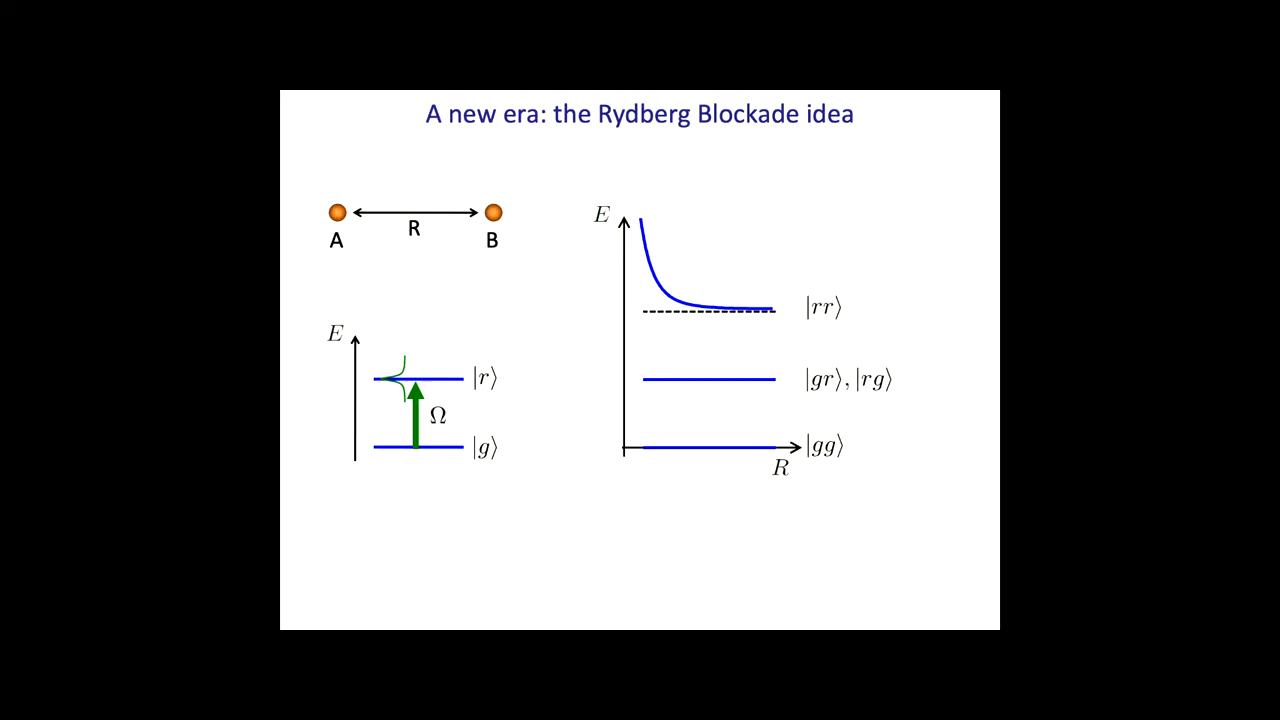 A new era: the Rydberg Blockade idea
R
A B
E
|r⟩
Ω
|g⟩
E
|rr⟩
|gr⟩, |rg⟩
|gg⟩
R